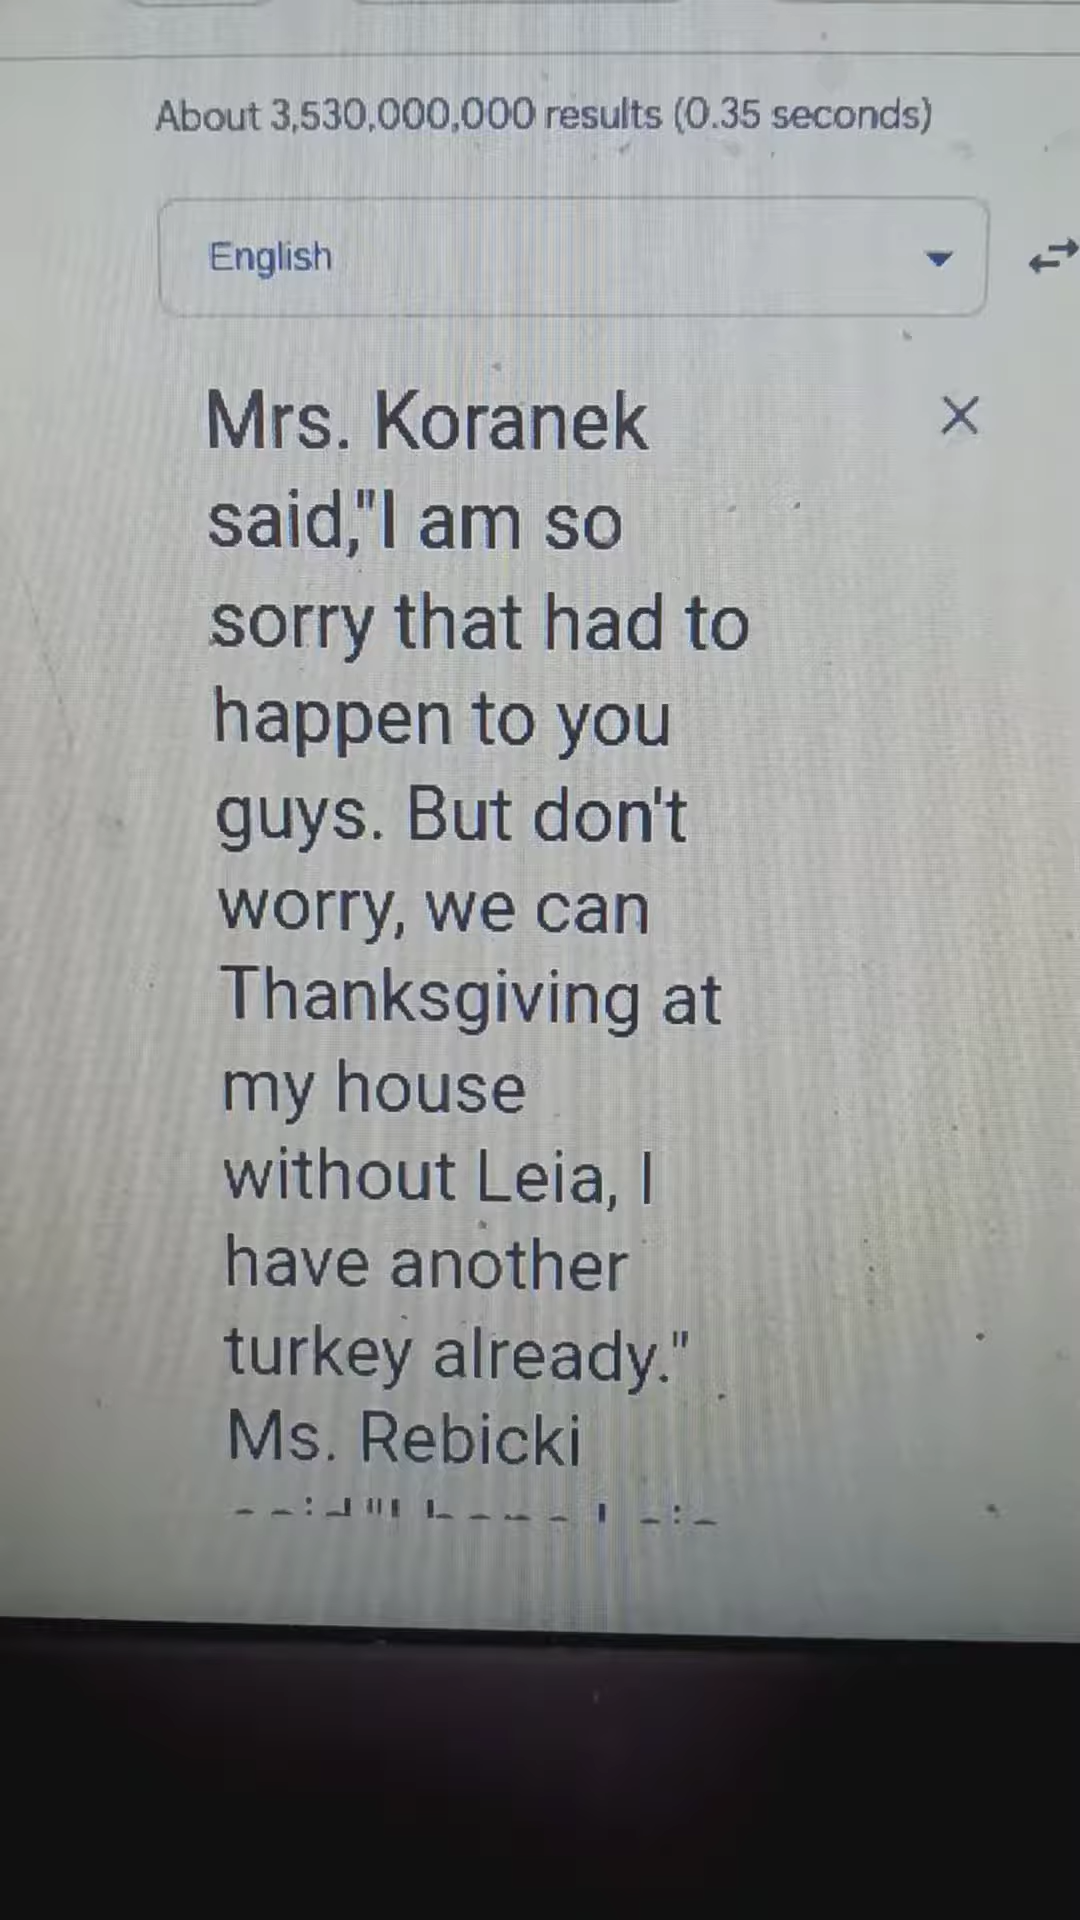 About 3,530,000,000 results (0.35 seconds)
English
Mrs. Koranek
said,"I am so
sorry that had to
happen to you
guys. But don't
worry, we can
Thanksgiving at
my house
without Leia, I
have another
turkey already."
Ms. Rebicki